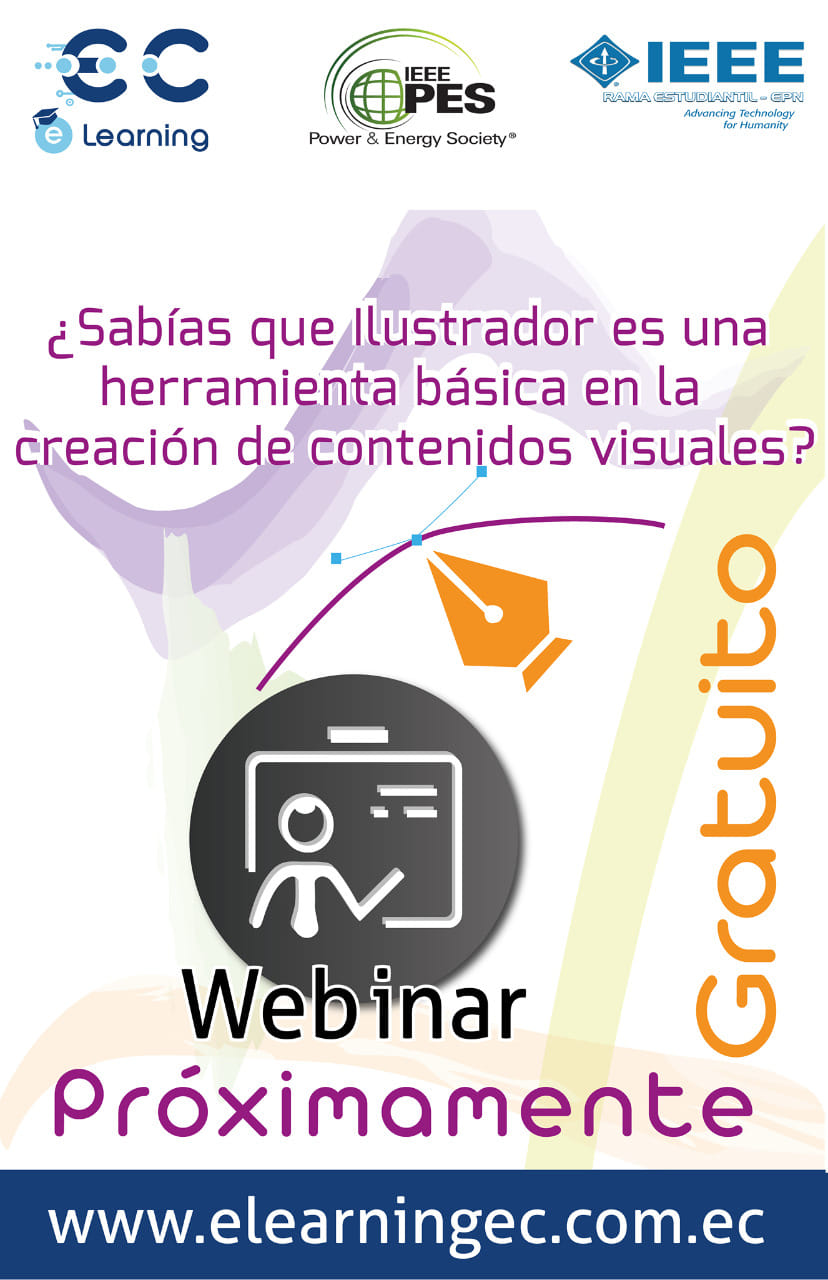 EC
e Learning
IEEE
PES
Power & Energy Society®
IEEE
RAMA ESTUDIANTIL - EPN
Advancing Technology
for Humanity
¿Sabías que Ilustrador es una
herramienta básica en la
creación de contenidos visuales?
Gratuito
Webinar
Próximamente
www.elearningec.com.ec